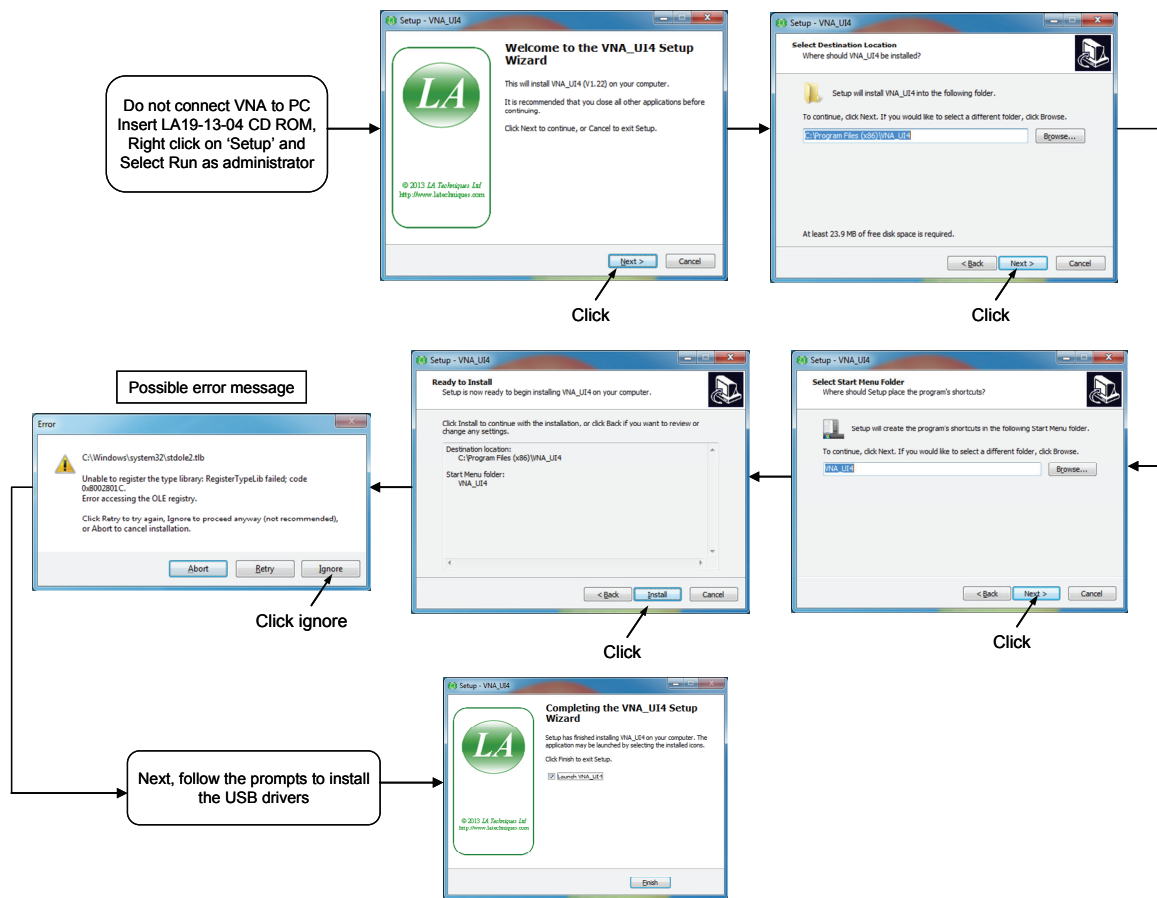 Do not connect VNA to PC
Insert LA19-13-04 CD ROM,
Right click on 'Setup' and
Select Run as administrator
Setup - VNA_UI4
LA
© 2013 LA Techniques Ltd
http://www.latechniques.com
Welcome to the VNA_UI4 Setup
Wizard
This will install VNA_UI4 (V1.22) on your computer.
It is recommended that you close all other applications before
continuing.
Click Next to continue, or Cancel to exit Setup.
Next >
Cancel
Click
Setup - VNA_UI4
Select Destination Location
Where should VNA_UI4 be installed?
Setup will install VNA_UI4 into the following folder.
To continue, click Next. If you would like to select a different folder, click Browse.
C:\Program Files (x86)\VNA_UI4
Browse...
At least 23.9 MB of free disk space is required.
< Back
Next >
Cancel
Click
Setup - VNA_UI4
Select Start Menu Folder
Where should Setup place the program's shortcuts?
Setup will create the program's shortcuts in the following Start Menu folder.
To continue, click Next. If you would like to select a different folder, click Browse.
VNA_UI4
Browse...
< Back
Next >
Cancel
Click
Setup - VNA_UI4
Ready to Install
Setup is now ready to begin installing VNA_UI4 on your computer.
Click Install to continue with the installation, or click Back if you want to review or
change any settings.
Destination location:
C:\Program Files (x86)\VNA_UI4
Start Menu folder:
VNA_UI4
< Back
Install
Cancel
Click
Possible error message
Error
C:\Windows\system32\stdole2.tlb
Unable to register the type library: RegisterTypeLib failed; code
0x8002801C.
Error accessing the OLE registry.
Click Retry to try again, Ignore to proceed anyway (not recommended),
or Abort to cancel installation.
Abort
Retry
Ignore
Click ignore
Next, follow the prompts to install
the USB drivers
Setup - VNA_UI4
LA
© 2013 LA Techniques Ltd
http://www.latechniques.com
Completing the VNA_UI4 Setup
Wizard
Setup has finished installing VNA_UI4 on your computer. The
application may be launched by selecting the installed icons.
Click Finish to exit Setup.
Launch VNA_UI4
Finish